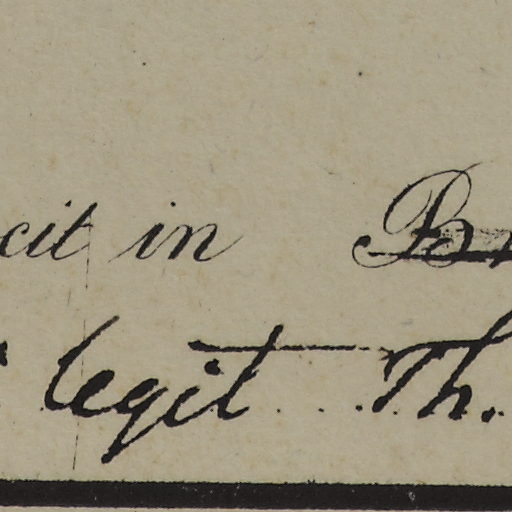 cit in
legit Th.